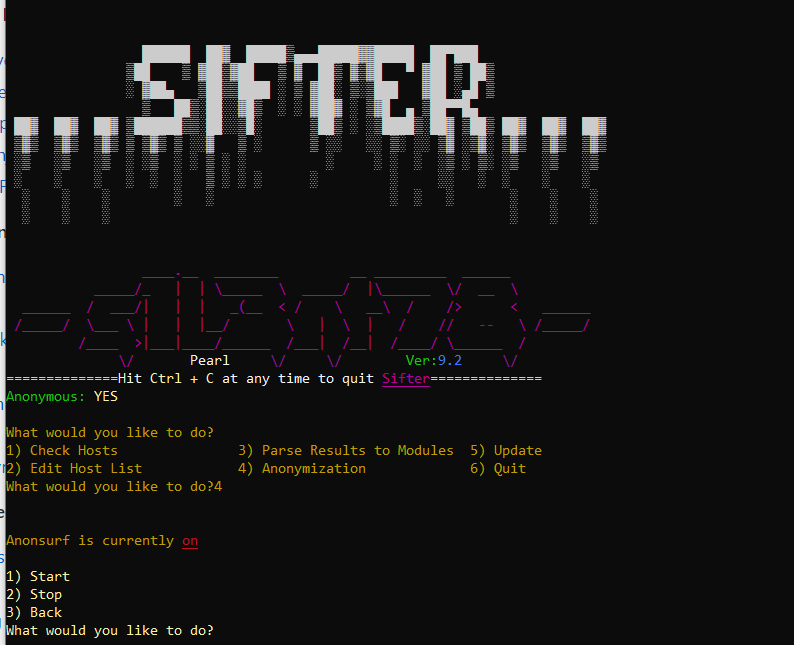 SIFTER
-s1l3nt78-
Pearl Ver:9.2
==============Hit Ctrl + C at any time to quit Sifter==============
Anonymous: YES
What would you like to do?
1) Check Hosts 3) Parse Results to Modules 5) Update
2) Edit Host List 4) Anonymization 6) Quit
What would you like to do?4
Anonsurf is currently on
1) Start
2) Stop
3) Back
What would you like to do?